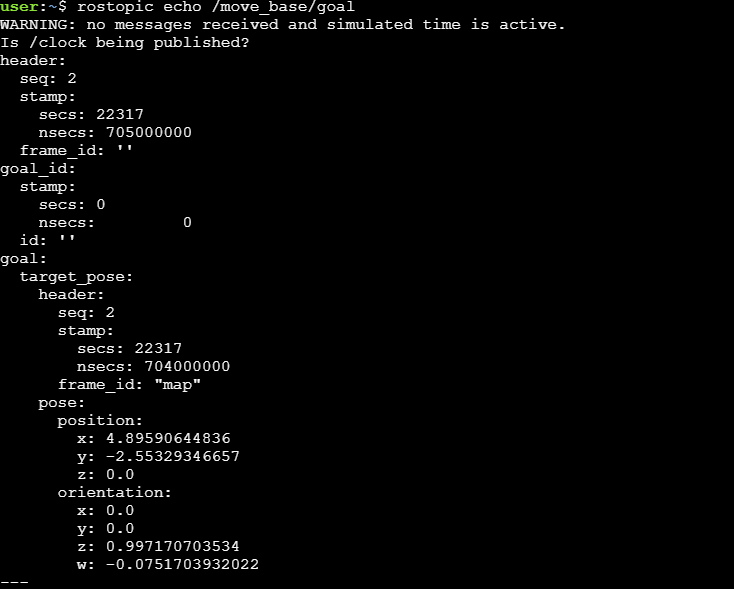 user:~$ rostopic echo /move_base/goal
WARNING: no messages received and simulated time is active.
Is /clock being published?
header:
  seq: 2
  stamp:
    secs: 22317
    nsecs: 705000000
  frame_id: ''
goal_id:
  stamp:
    secs: 0
    nsecs:         0
  id: ''
goal:
  target_pose:
    header:
      seq: 2
      stamp:
        secs: 22317
        nsecs: 704000000
      frame_id: "map"
    pose:
      position:
        x: 4.89590644836
        y: -2.55329346657
        z: 0.0
      orientation:
        x: 0.0
        y: 0.0
        z: 0.997170703534
        w: -0.0751703932022
---